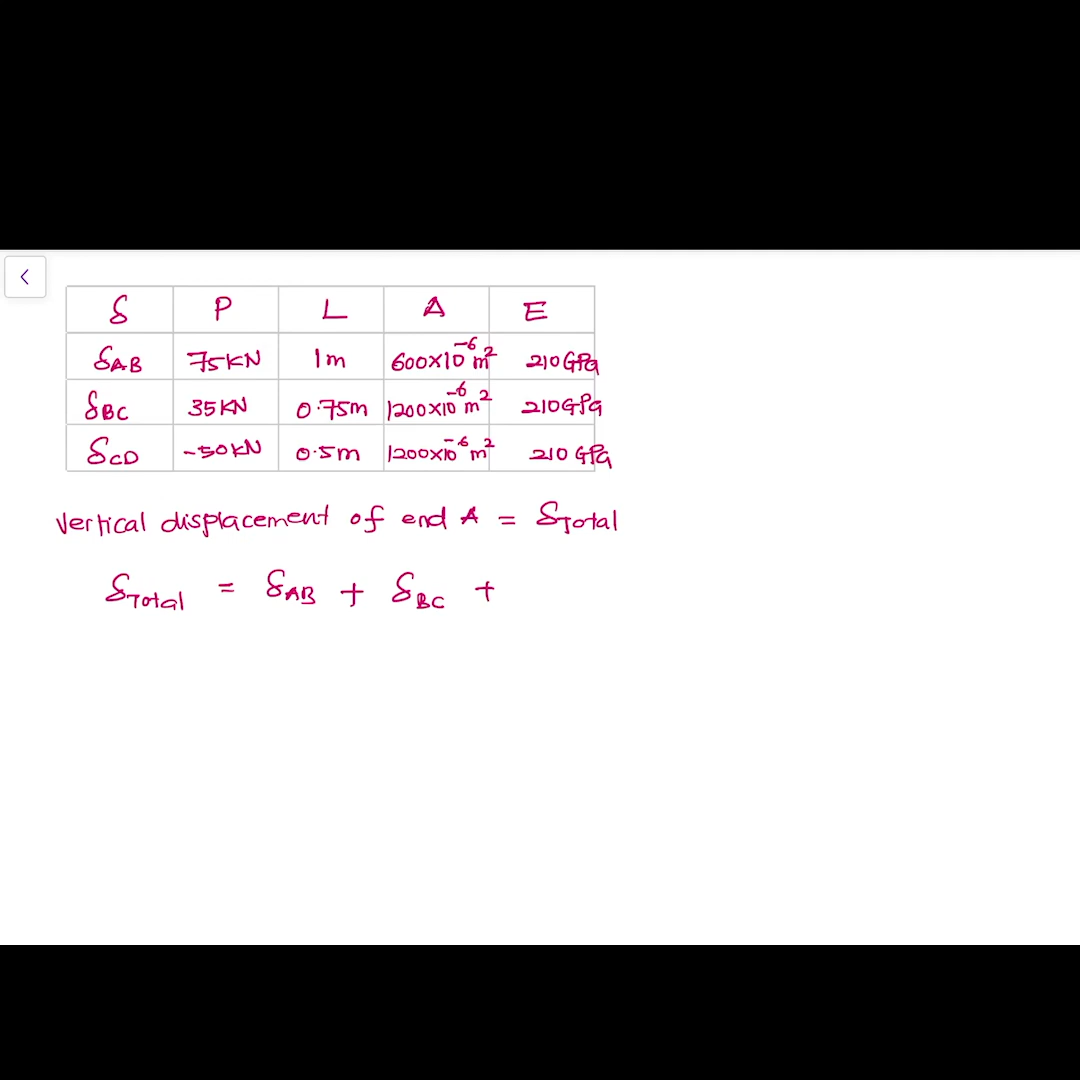 δ P L A E
δAB 75KN 1m 600×10⁻⁶m² 210GPa
δBC 35KN 0.75m 1200×10⁻⁶m² 210GPa
δCD -50KN 0.5m 1200×10⁻⁶m² 210GPa
Vertical displacement of end A = δTotal
δTotal = δAB + δBC +